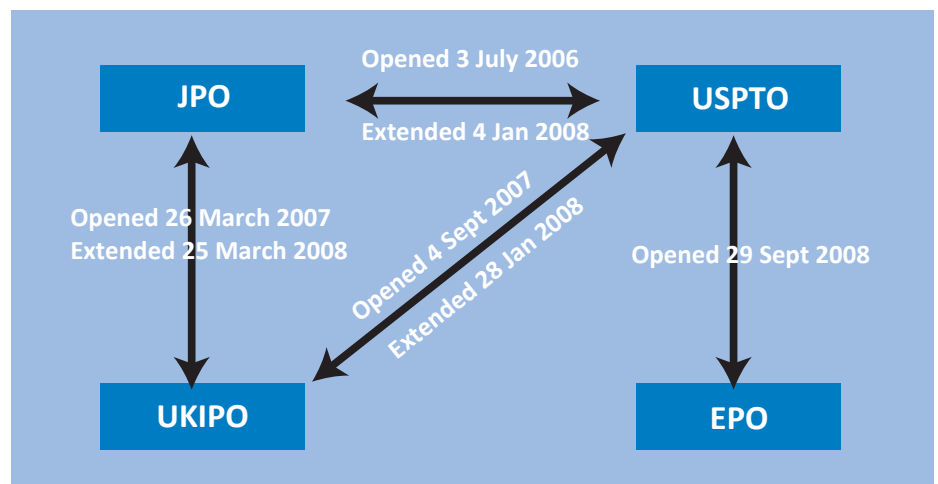 Opened 3 July 2006
JPO
USPTO
Extended 4 Jan 2008
Opened 26 March 2007
Extended 25 March 2008
Opened 4 Sept 2007
Extended 28 Jan 2008
Opened 29 Sept 2008
UKIPO
EPO